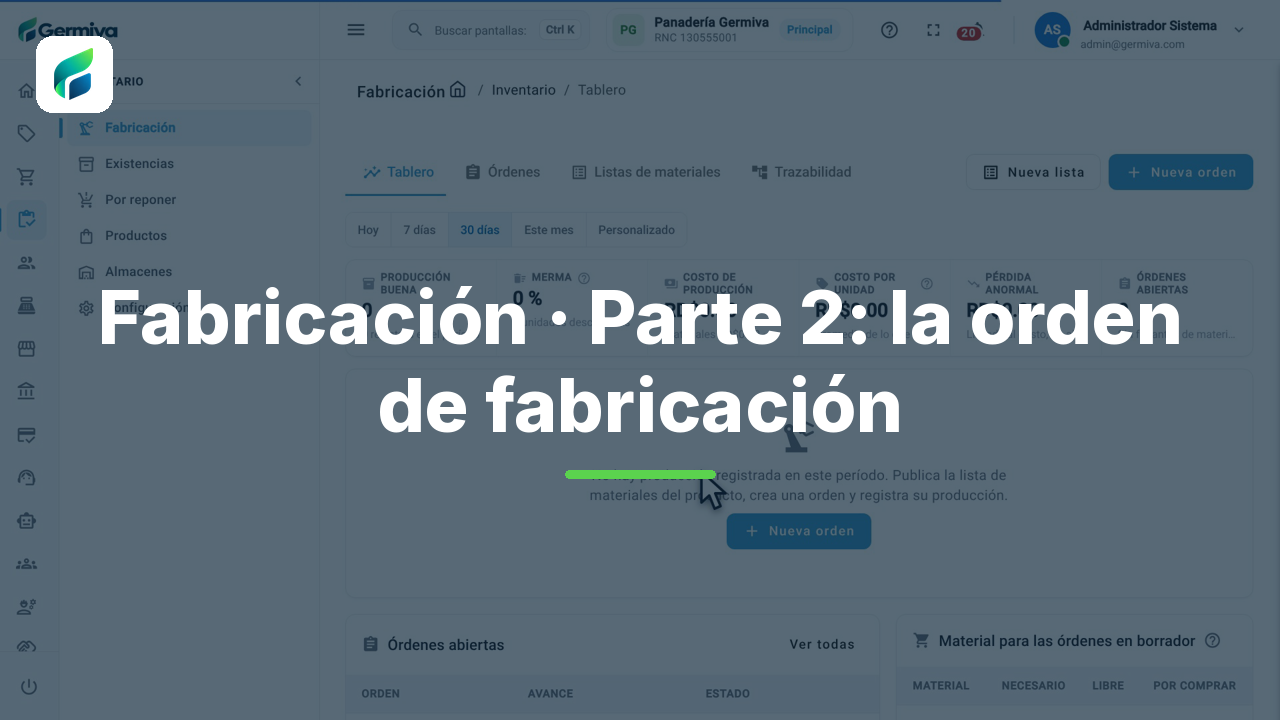 Germiva
Buscar pantallas:
Ctrl K
PG
Panadería Germiva
RNC 130555001
Principal
20
AS
Administrador Sistema
admin@germiva.com
Fabricación
Existencias
Por reponer
Productos
Almacenes
Fabricación / Inventario / Tablero
Tablero
Órdenes
Listas de materiales
Trazabilidad
Nueva lista
+ Nueva orden
Hoy
7 días
30 días
Este mes
Personalizado
PRODUCCIÓN BUENA
MERMA
0 %
COSTO DE PRODUCCIÓN
COSTO POR UNIDAD
PÉRDIDA ANORMAL
ÓRDENES ABIERTAS
Fabricación · Parte 2: la orden
de fabricación
registrada en este período. Publica la lista de
materiales del producto, crea una orden y registra su producción.
+ Nueva orden
Órdenes abiertas
Ver todas
ORDEN
AVANCE
ESTADO
Material para las órdenes en borrador
MATERIAL
NECESARIO
LIBRE
POR COMPRAR